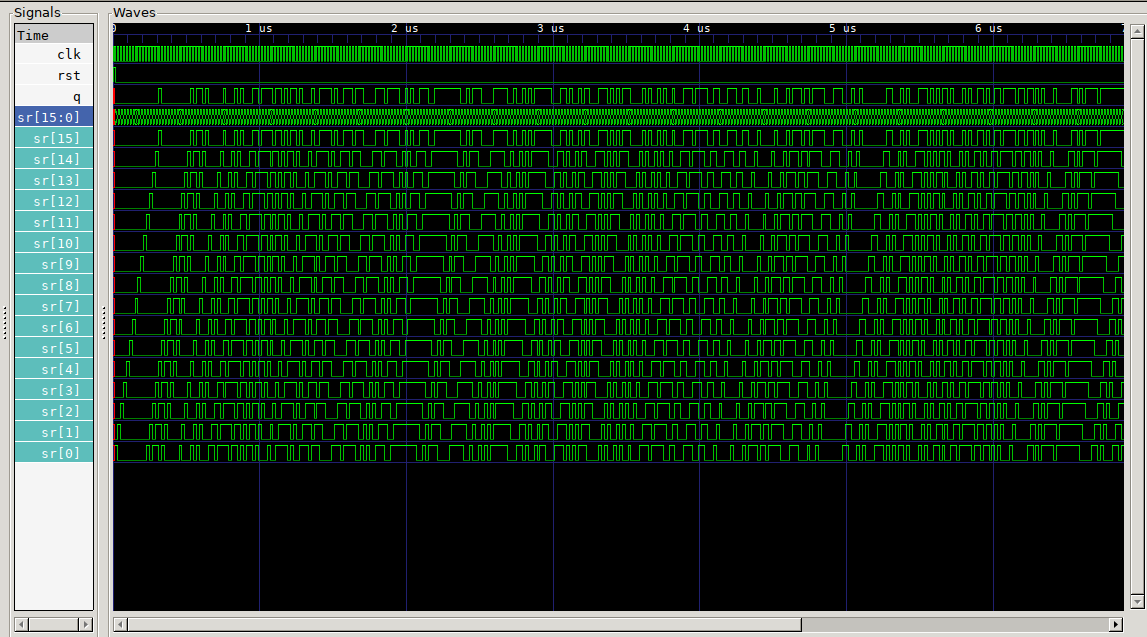 Signals
Waves
Time
0
1 us
2 us
3 us
4 us
5 us
6 us
clk
rst
q
sr[15:0]
sr[15]
sr[14]
sr[13]
sr[12]
sr[11]
sr[10]
sr[9]
sr[8]
sr[7]
sr[6]
sr[5]
sr[4]
sr[3]
sr[2]
sr[1]
sr[0]